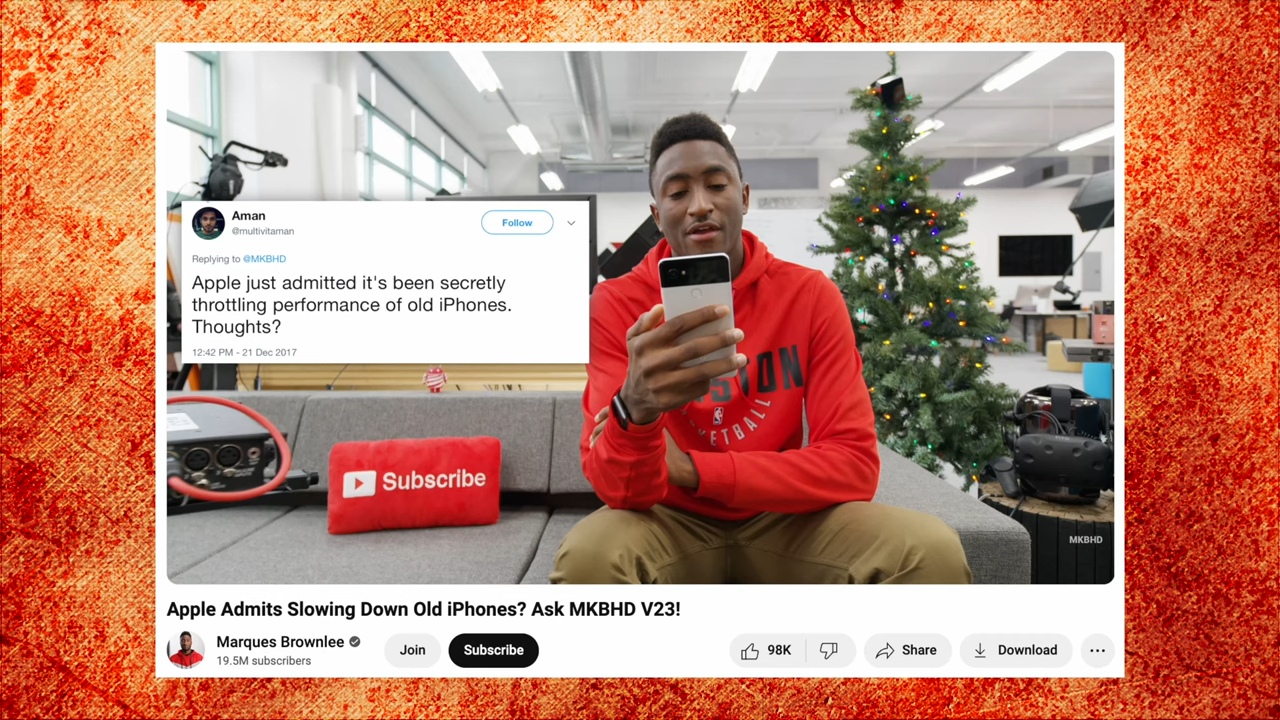 Aman
@multivitaman
Follow
Replying to @MKBHD
Apple just admitted it's been secretly
throttling performance of old iPhones.
Thoughts?
12:42 PM - 21 Dec 2017
Subscribe
KETBALL
MKBHD
Apple Admits Slowing Down Old iPhones? Ask MKBHD V23!
Marques Brownlee
19.5M subscribers
Join
Subscribe
98K
Share
Download